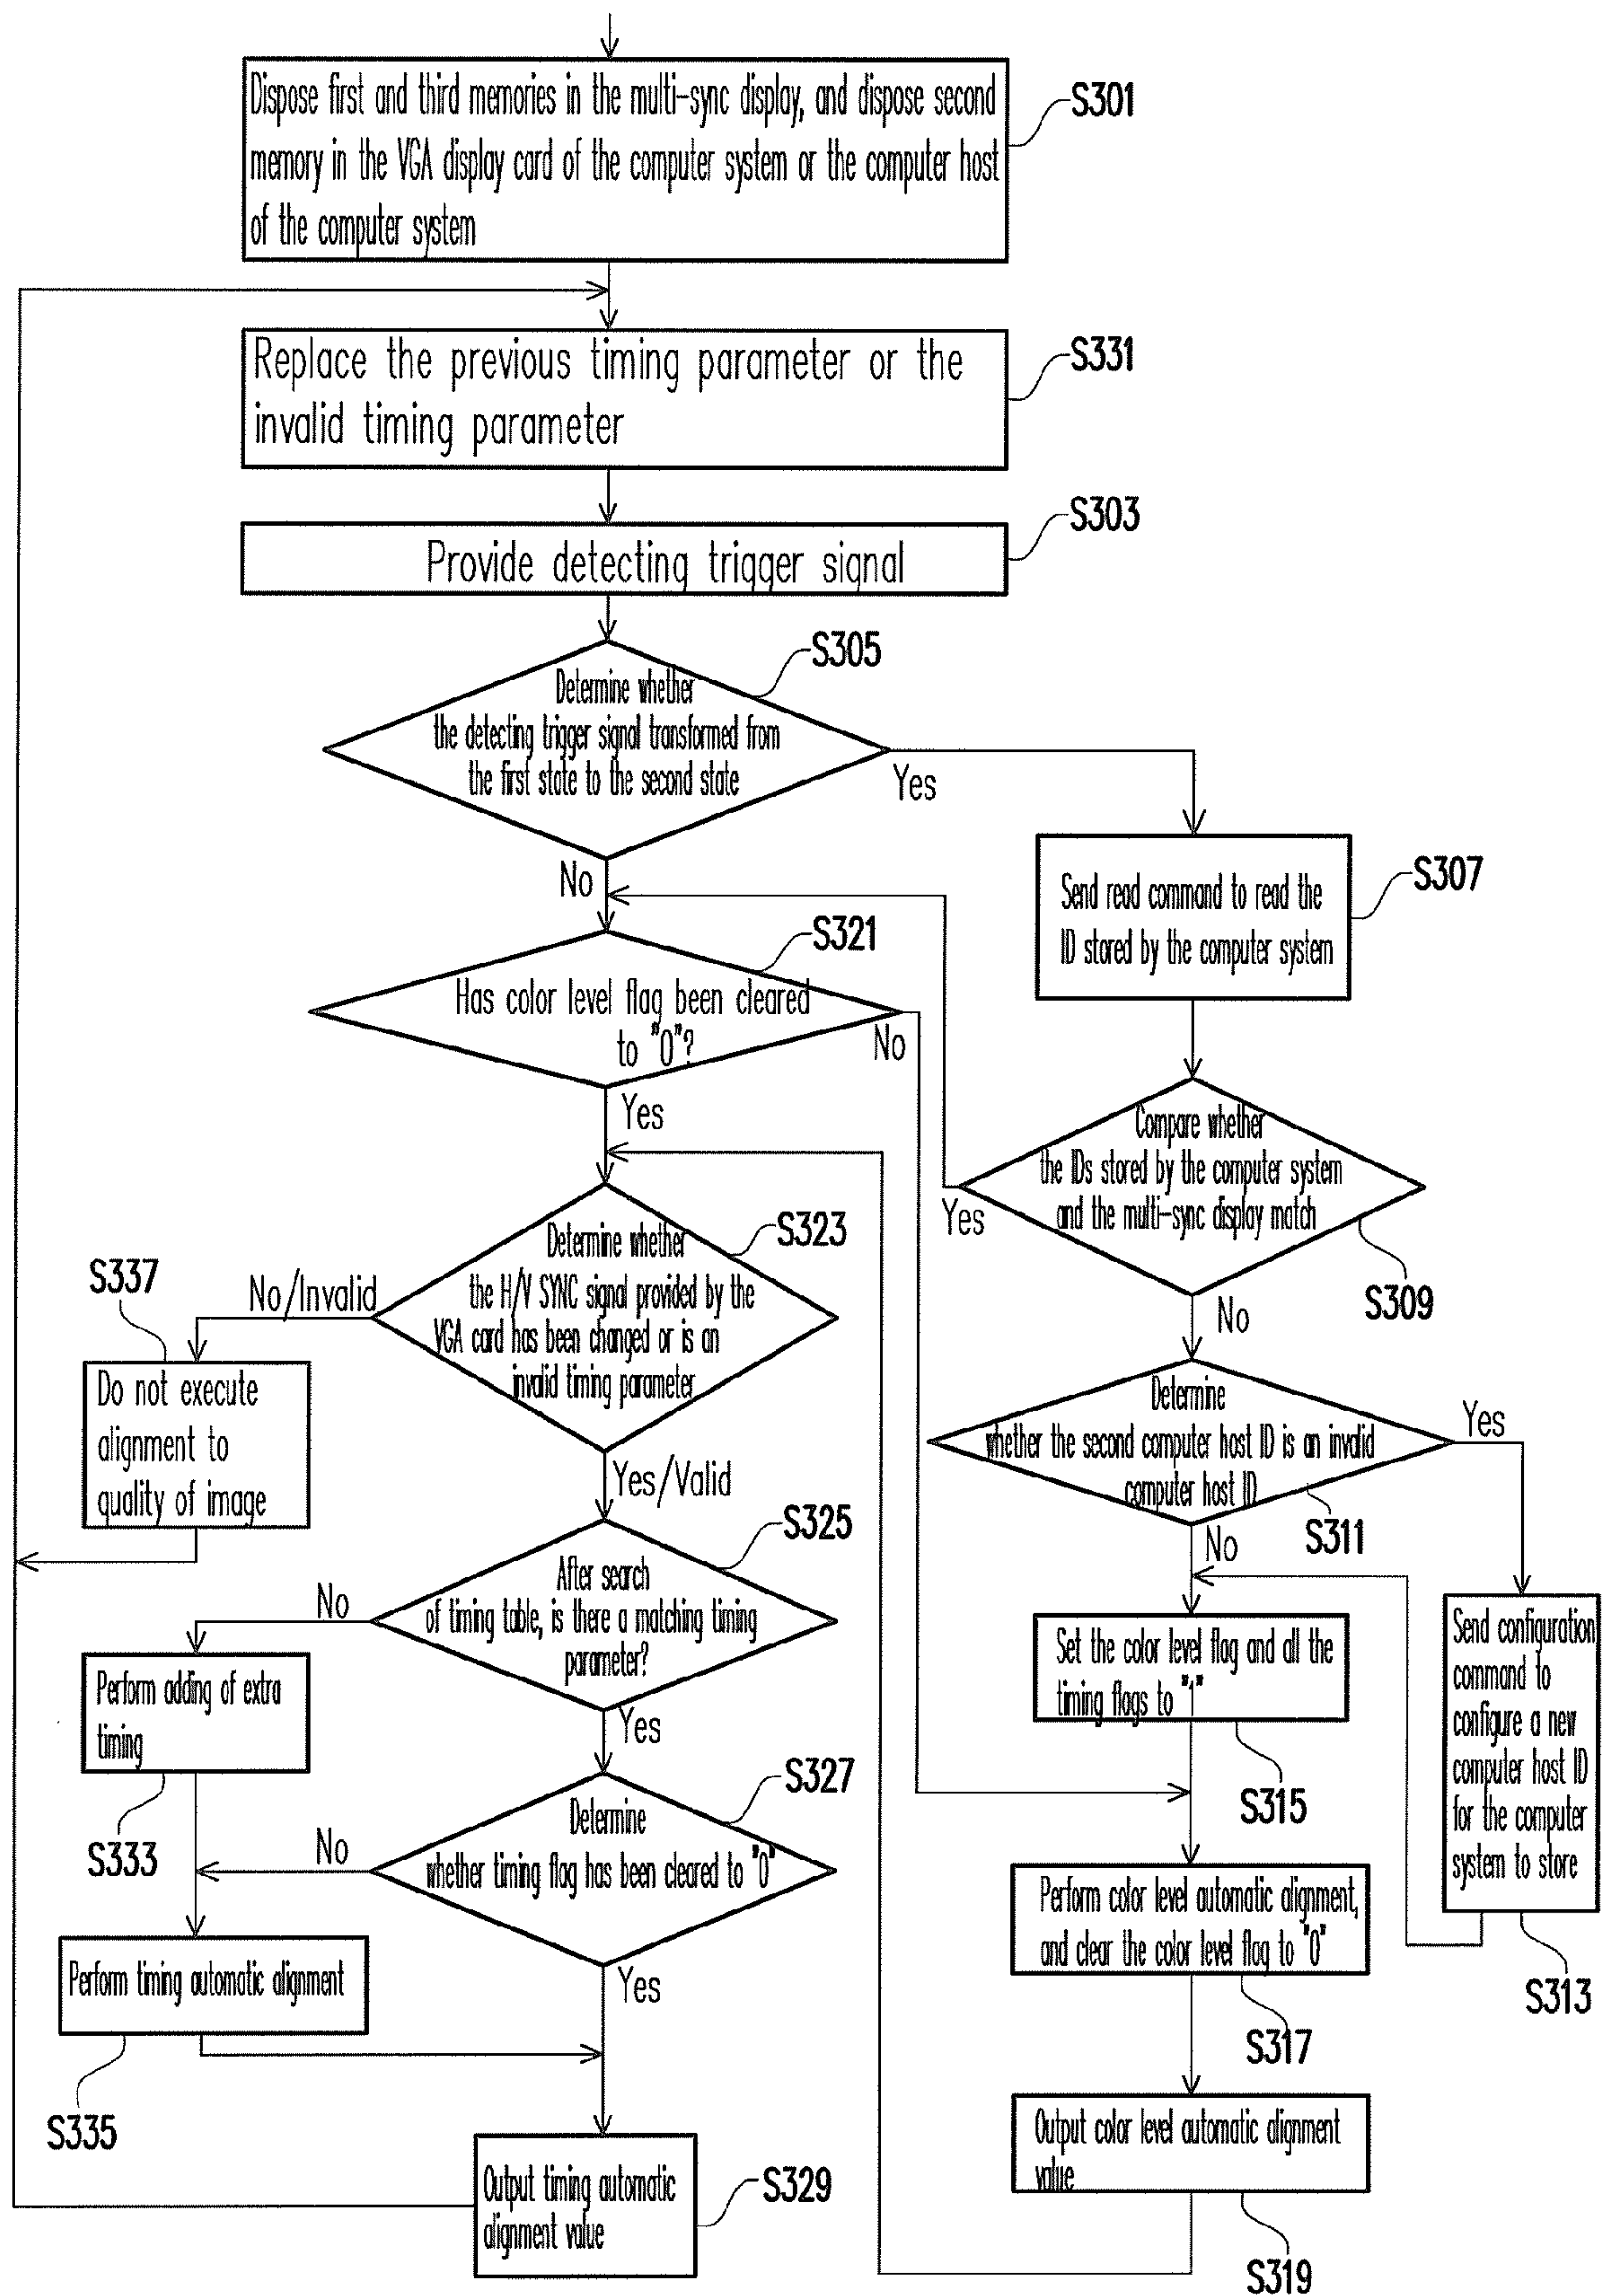 Dispose first and third memories in the multi-sync display, and dispose second
memory in the VGA display card of the computer system or the computer host
of the computer system
S301
Replace the previous timing parameter or the
invalid timing parameter
S331
Provide detecting trigger signal
S303
Determine whether
the detecting trigger signal transformed from
the first state to the second state
S305
Yes
No
Send read command to read the
ID stored by the computer system
S307
Has color level flag been cleared
to "0"?
S321
No
Yes
Compare whether
the IDs stored by the computer system
and the multi-sync display match
S309
Yes
No
Determine whether
the H/V SYNC signal provided by the
VGA card has been changed or is an
invalid timing parameter
S323
No/Invalid
Yes/Valid
S337
Do not execute
alignment to
quality of image
Determine
whether the second computer host ID is an invalid
computer host ID
S311
Yes
No
After search
of timing table, is there a matching timing
parameter?
S325
No
Yes
Perform adding of extra
timing
S333
Set the color level flag and all the
timing flags to "1"
S315
Send configuration
command to
configure a new
computer host ID
for the computer
system to store
S313
Determine
whether timing flag has been cleared to "0"
S327
No
Yes
Perform timing automatic alignment
S335
Perform color level automatic alignment,
and clear the color level flag to "0"
S317
Output timing automatic
alignment value
S329
Output color level automatic alignment
value
S319